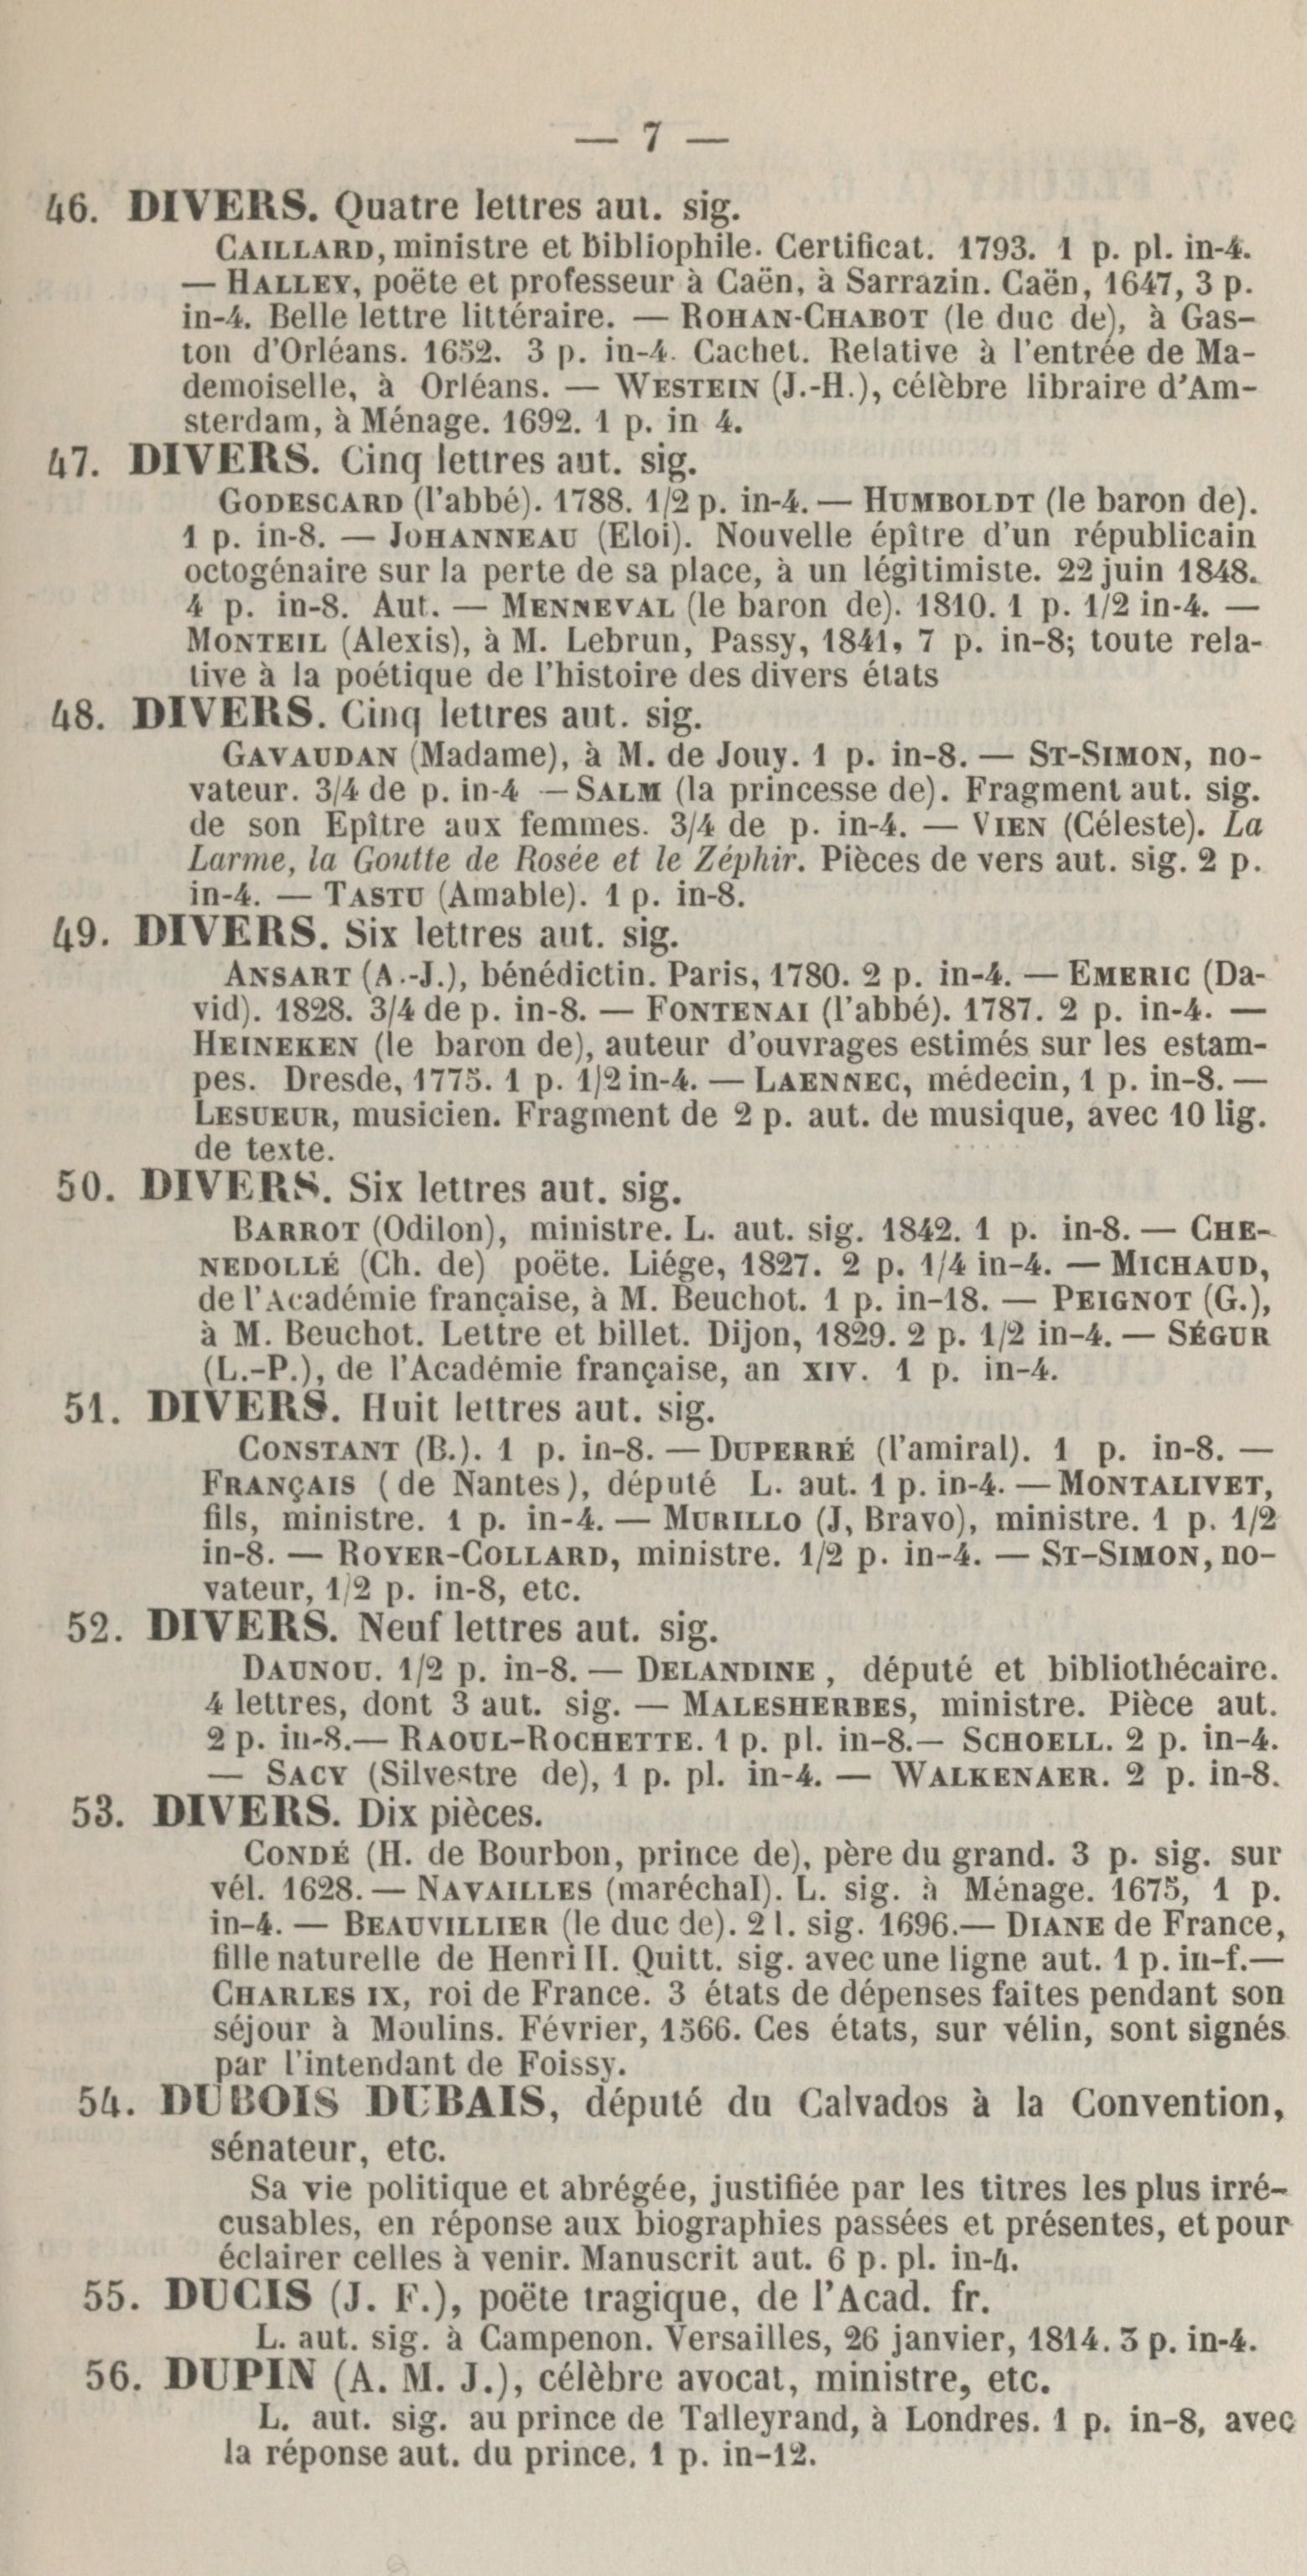 — 7 —
46. DIVERS. Quatre lettres aut. sig.
CAILLARD, ministre et bibliophile. Certificat. 1793. 1 p. pl. in-4.
— HALLEY, poëte et professeur à Caën, à Sarrazin. Caën, 1647, 3 p.
in-4. Belle lettre littéraire. — ROHAN-CHABOT (le duc de), à Gas-
ton d'Orléans. 1652. 3 p. in-4. Cachet. Relative à l'entrée de Ma-
demoiselle, à Orléans. — WESTEIN (J.-H.), célèbre libraire d'Am-
sterdam, à Ménage. 1692. 1 p. in 4.
47. DIVERS. Cinq lettres aut. sig.
GODESCARD (l'abbé). 1788. 1/2 p. in-4. — HUMBOLDT (le baron de).
1 p. in-8. — JOHANNEAU (Eloi). Nouvelle épître d'un républicain
octogénaire sur la perte de sa place, à un légitimiste. 22 juin 1848.
4 p. in-8. Aut. — MENNEVAL (le baron de). 1810. 1 p. 1/2 in-4. —
MONTEIL (Alexis), à M. Lebrun, Passy, 1841, 7 p. in-8; toute rela-
tive à la poétique de l'histoire des divers états
48. DIVERS. Cinq lettres aut. sig.
GAVAUDAN (Madame), à M. de Jouy. 1 p. in-8. — ST-SIMON, no-
vateur. 3/4 de p. in-4 — SALM (la princesse de). Fragment aut. sig.
de son Epître aux femmes. 3/4 de p. in-4. — VIEN (Céleste). La
Larme, la Goutte de Rosée et le Zéphir. Pièces de vers aut. sig. 2 p.
in-4. — TASTU (Amable). 1 p. in-8.
49. DIVERS. Six lettres aut. sig.
ANSART (A.-J.), bénédictin. Paris, 1780. 2 p. in-4. — EMERIC (Da-
vid). 1828. 3/4 de p. in-8. — FONTENAI (l'abbé). 1787. 2 p. in-4. —
HEINEKEN (le baron de), auteur d'ouvrages estimés sur les estam-
pes. Dresde, 1775. 1 p. 1/2 in-4. — LAENNEC, médecin, 1 p. in-8. —
LESUEUR, musicien. Fragment de 2 p. aut. de musique, avec 10 lig.
de texte.
50. DIVERS. Six lettres aut. sig.
BARROT (Odilon), ministre. L. aut. sig. 1842. 1 p. in-8. — CHE-
NEDOLLÉ (Ch. de) poëte. Liége, 1827. 2 p. 1/4 in-4. — MICHAUD,
de l'Académie française, à M. Beuchot. 1 p. in-18. — PEIGNOT (G.),
à M. Beuchot. Lettre et billet. Dijon, 1829. 2 p. 1/2 in-4. — SÉGUR
(L.-P.), de l'Académie française, an XIV. 1 p. in-4.
51. DIVERS. Huit lettres aut. sig.
CONSTANT (B.). 1 p. in-8. — DUPERRÉ (l'amiral). 1 p. in-8. —
FRANÇAIS (de Nantes), député L. aut. 1 p. in-4. — MONTALIVET,
fils, ministre. 1 p. in-4. — MURILLO (J, Bravo), ministre. 1 p. 1/2
in-8. — ROYER-COLLARD, ministre. 1/2 p. in-4. — ST-SIMON, no-
vateur, 1/2 p. in-8, etc.
52. DIVERS. Neuf lettres aut. sig.
DAUNOU. 1/2 p. in-8. — DELANDINE, député et bibliothécaire.
4 lettres, dont 3 aut. sig. — MALESHERBES, ministre. Pièce aut.
2 p. in-8. — RAOUL-ROCHETTE. 1 p. pl. in-8. — SCHOELL. 2 p. in-4.
— SACY (Silvestre de), 1 p. pl. in-4. — WALKENAER. 2 p. in-8.
53. DIVERS. Dix pièces.
CONDÉ (H. de Bourbon, prince de), père du grand. 3 p. sig. sur
vél. 1628. — NAVAILLES (maréchal). L. sig. à Ménage. 1675, 1 p.
in-4. — BEAUVILLIER (le duc de). 2 l. sig. 1696. — DIANE de France,
fille naturelle de Henri II. Quitt. sig. avec une ligne aut. 1 p. in-f. —
CHARLES IX, roi de France. 3 états de dépenses faites pendant son
séjour à Moulins. Février, 1566. Ces états, sur vélin, sont signés
par l'intendant de Foissy.
54. DUBOIS DUBAIS, député du Calvados à la Convention,
sénateur, etc.
Sa vie politique et abrégée, justifiée par les titres les plus irré-
cusables, en réponse aux biographies passées et présentes, et pour
éclairer celles à venir. Manuscrit aut. 6 p. pl. in-4.
55. DUCIS (J. F.), poëte tragique, de l'Acad. fr.
L. aut. sig. à Campenon. Versailles, 26 janvier, 1814. 3 p. in-4.
56. DUPIN (A. M. J.), célèbre avocat, ministre, etc.
L. aut. sig. au prince de Talleyrand, à Londres. 1 p. in-8, avec
la réponse aut. du prince. 1 p. in-12.